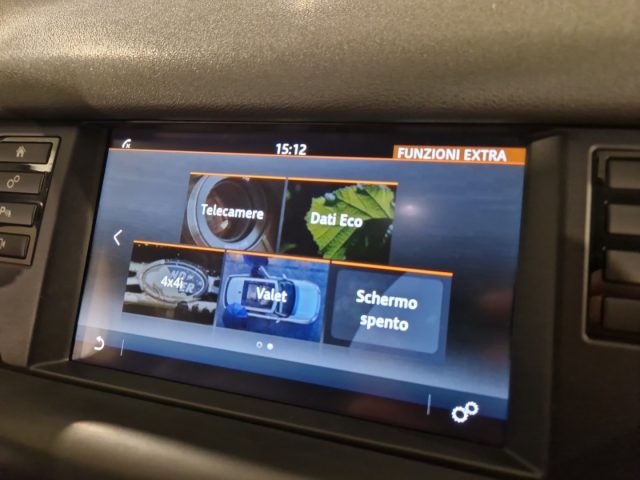 15:12
FUNZIONI EXTRA
Telecamere
Dati Eco
4x4i
Valet
Schermo
spento